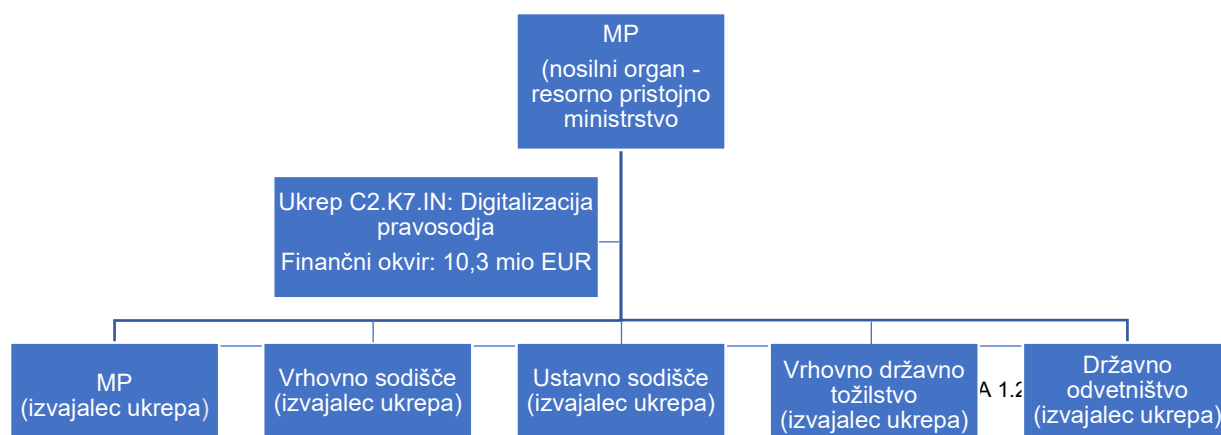 MP
(nosilni organ -
resorno pristojno
ministrstvo
Ukrep C2.K7.IN: Digitalizacija
pravosodja
Finančni okvir: 10,3 mio EUR
MP
(izvajalec ukrepa)
Vrhovno sodišče
(izvajalec ukrepa)
Ustavno sodišče
(izvajalec ukrepa)
Vrhovno državno
tožilstvo
(izvajalec ukrepa)
A 1.2
Državno
odvetništvo
(izvajalec ukrepa)